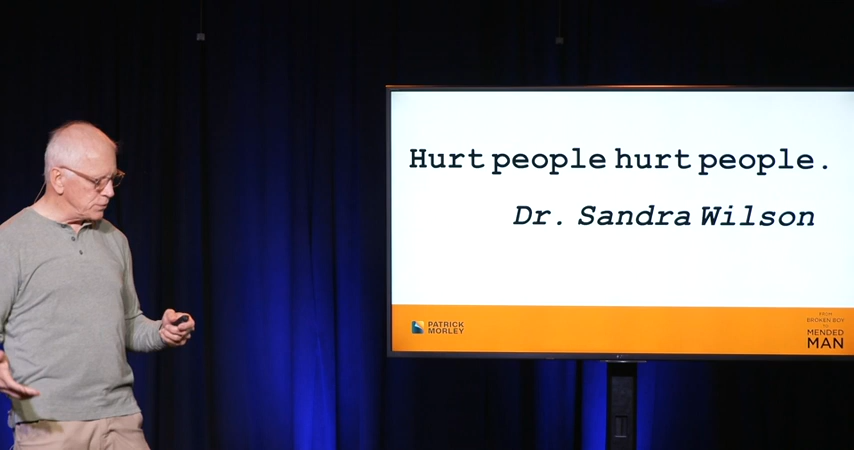 Hurt people hurt people.
Dr. Sandra Wilson
PATRICK
MORLEY
FROM
BROKEN BOY
TO
MENDED
MAN